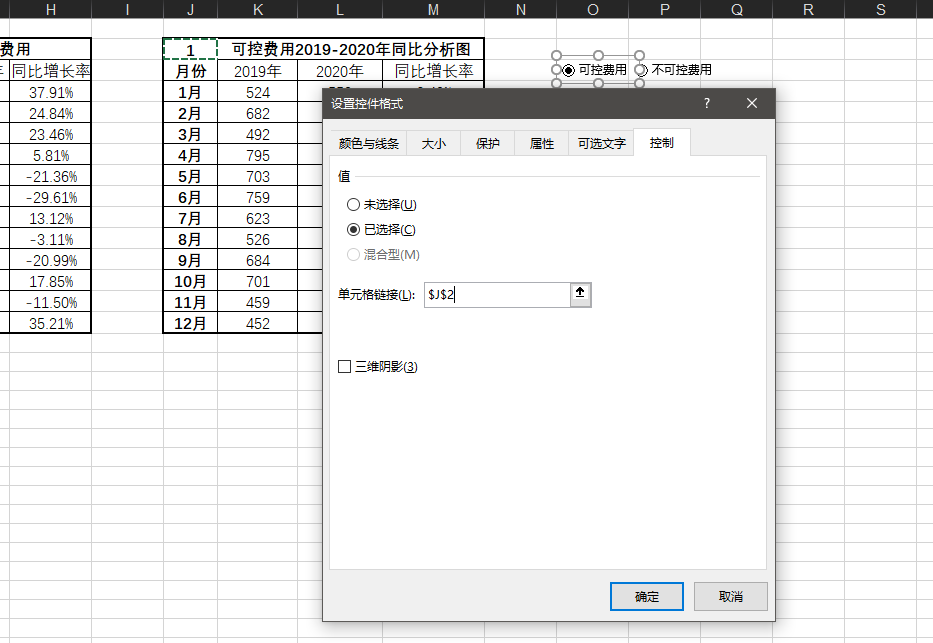 H I J K L M N O P Q R S
费用 1 可控费用2019-2020年同比分析图
同比增长率 月份 2019年 2020年 同比增长率 可控费用 不可控费用
37.91% 1月 524
24.84% 2月 682
23.46% 3月 492
5.81% 4月 795
-21.36% 5月 703
-29.61% 6月 759
13.12% 7月 623
-3.11% 8月 526
-20.99% 9月 684
17.85% 10月 701
-11.50% 11月 459
35.21% 12月 452
设置控件格式 ?
颜色与线条 大小 保护 属性 可选文字 控制
值
未选择(U)
已选择(C)
混合型(M)
单元格链接(L): $J$2
三维阴影(3)
确定 取消